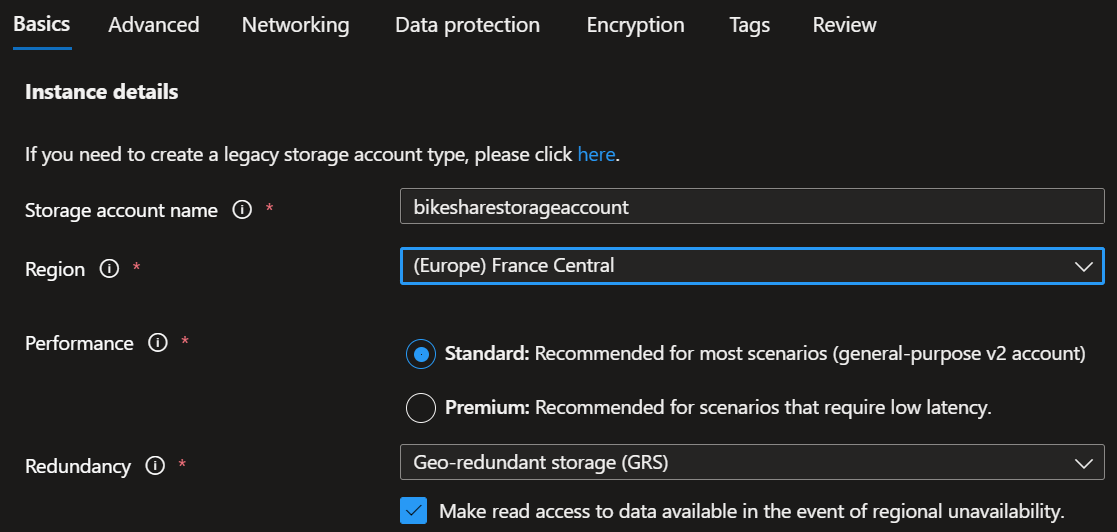 Basics Advanced Networking Data protection Encryption Tags Review
Instance details
If you need to create a legacy storage account type, please click here.
Storage account name * bikesharestorageaccount
Region * (Europe) France Central
Performance * Standard: Recommended for most scenarios (general-purpose v2 account)
Premium: Recommended for scenarios that require low latency.
Redundancy * Geo-redundant storage (GRS)
Make read access to data available in the event of regional unavailability.